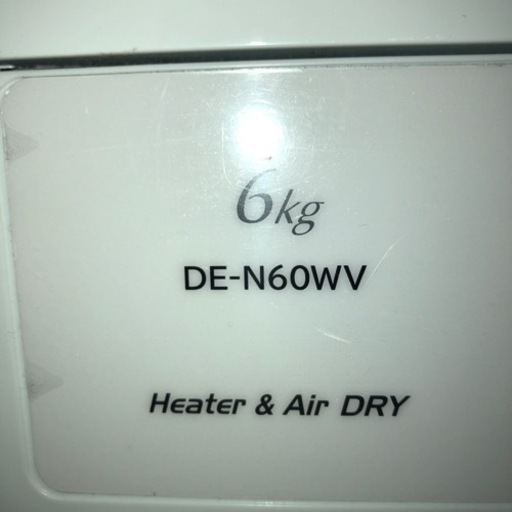 6kg
DE-N60WV
Heater & Air DRY